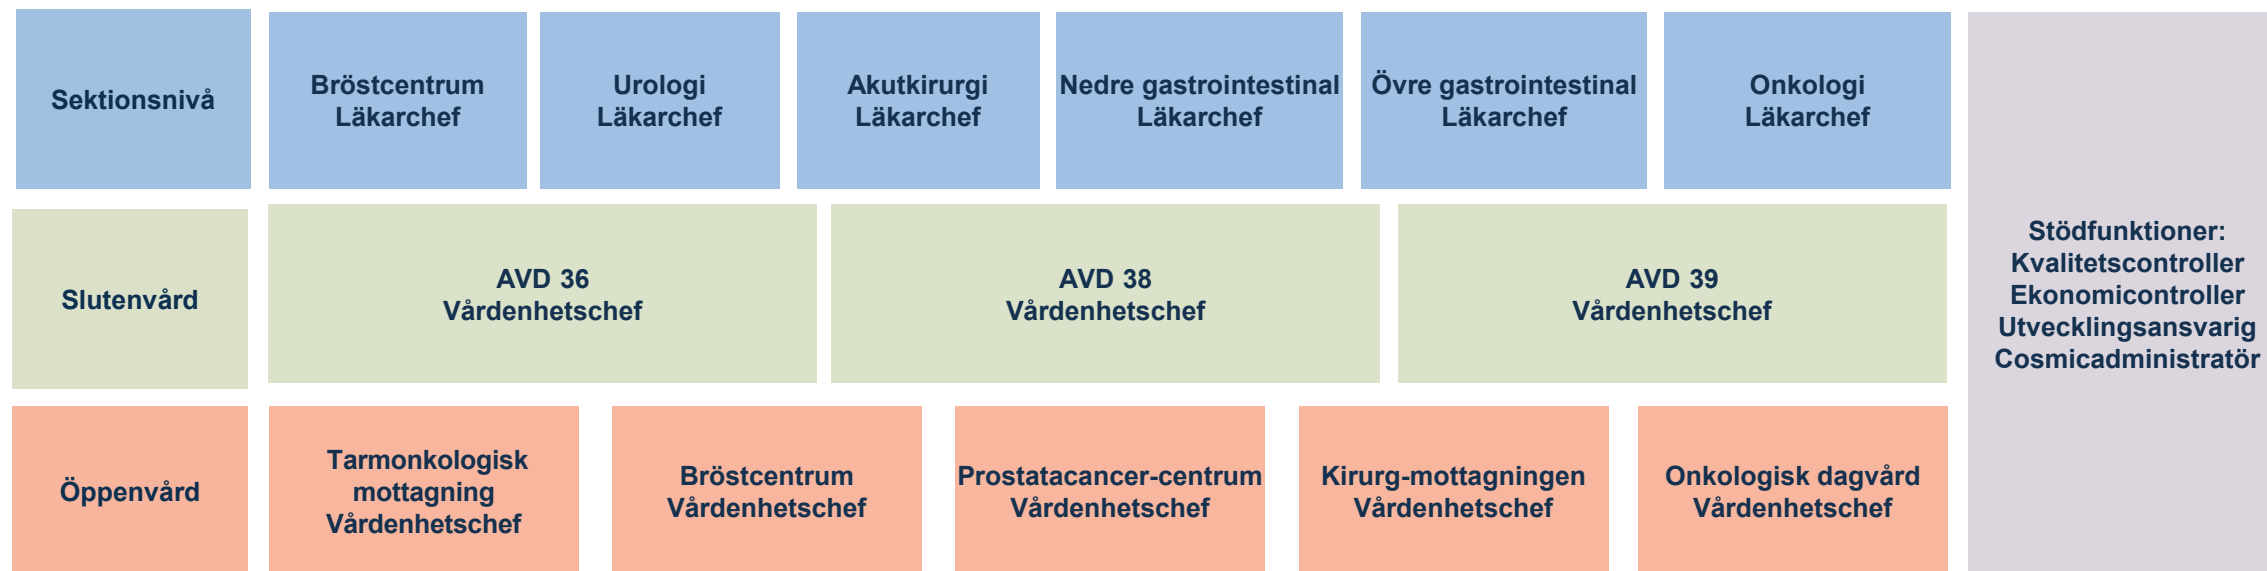 Sektionsnivå
Bröstcentrum
Läkarchef
Urologi
Läkarchef
Akutkirurgi
Läkarchef
Nedre gastrointestinal
Läkarchef
Övre gastrointestinal
Läkarchef
Onkologi
Läkarchef
Slutenvård
AVD 36
Vårdenhetschef
AVD 38
Vårdenhetschef
AVD 39
Vårdenhetschef
Öppenvård
Tarmonkologisk
mottagning
Vårdenhetschef
Bröstcentrum
Vårdenhetschef
Prostatacancer-centrum
Vårdenhetschef
Kirurg-mottagningen
Vårdenhetschef
Onkologisk dagvård
Vårdenhetschef
Stödfunktioner:
Kvalitetscontroller
Ekonomicontroller
Utvecklingsansvarig
Cosmicadministratör